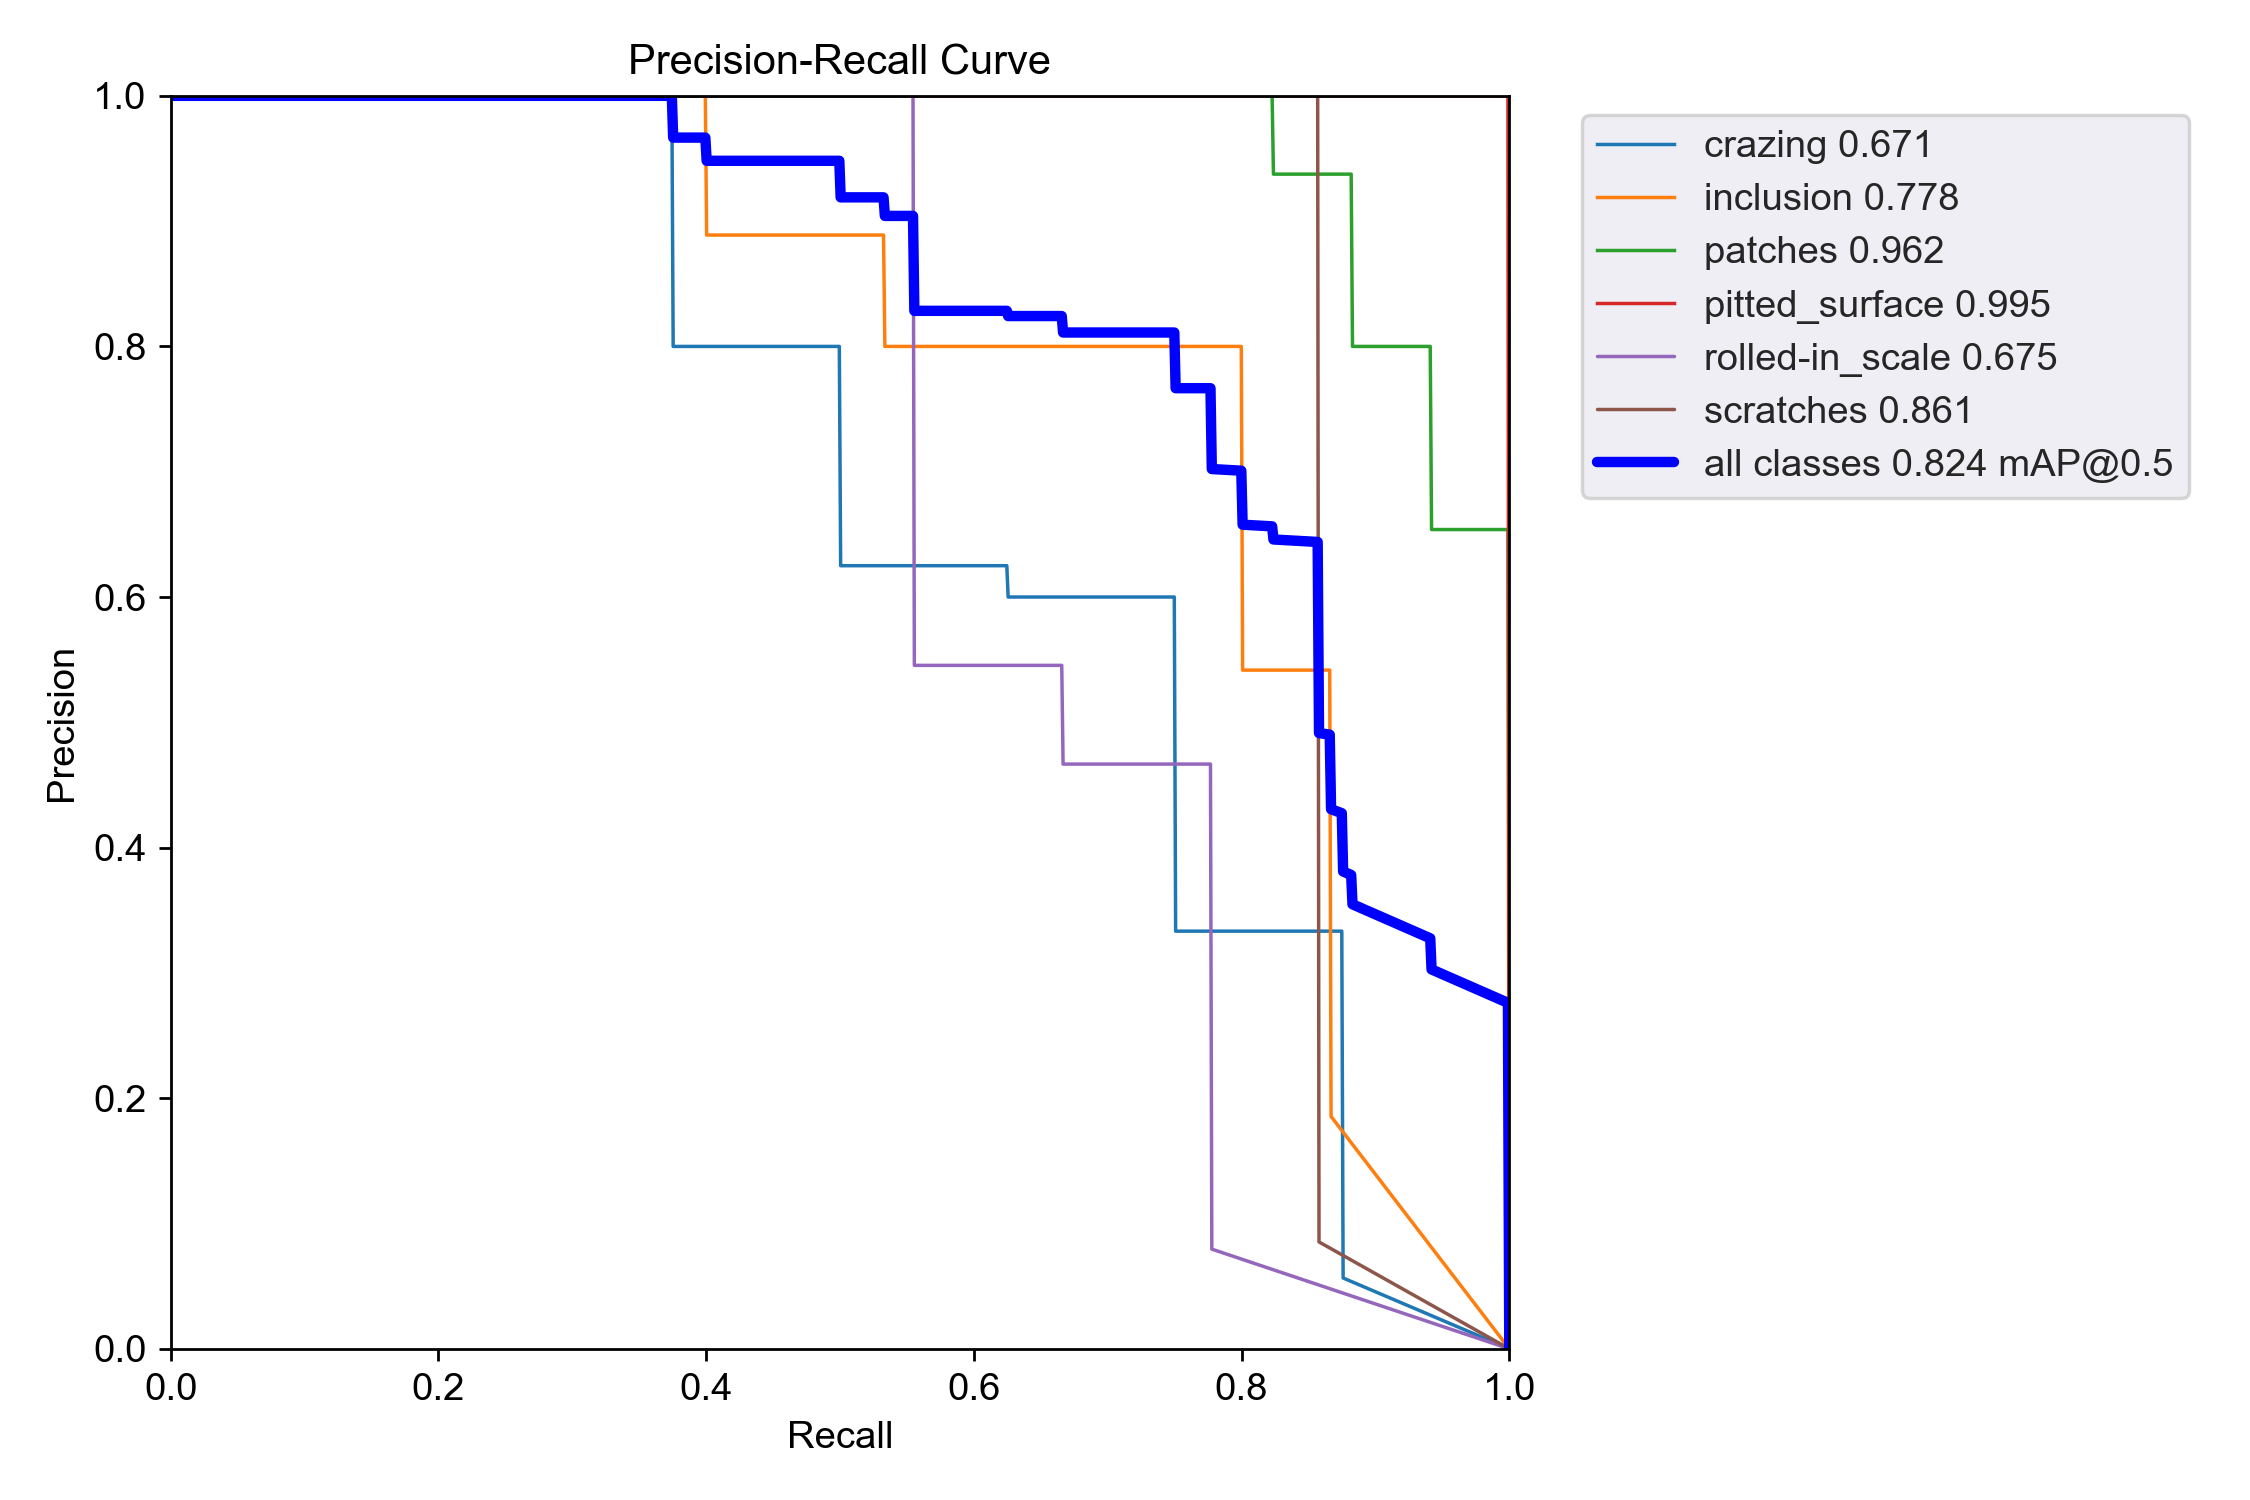 Precision-Recall Curve
1.0
0.8
0.6
0.4
0.2
0.0
Precision
0.0 0.2 0.4 0.6 0.8 1.0
Recall
crazing 0.671
inclusion 0.778
patches 0.962
pitted_surface 0.995
rolled-in_scale 0.675
scratches 0.861
all classes 0.824 mAP@0.5